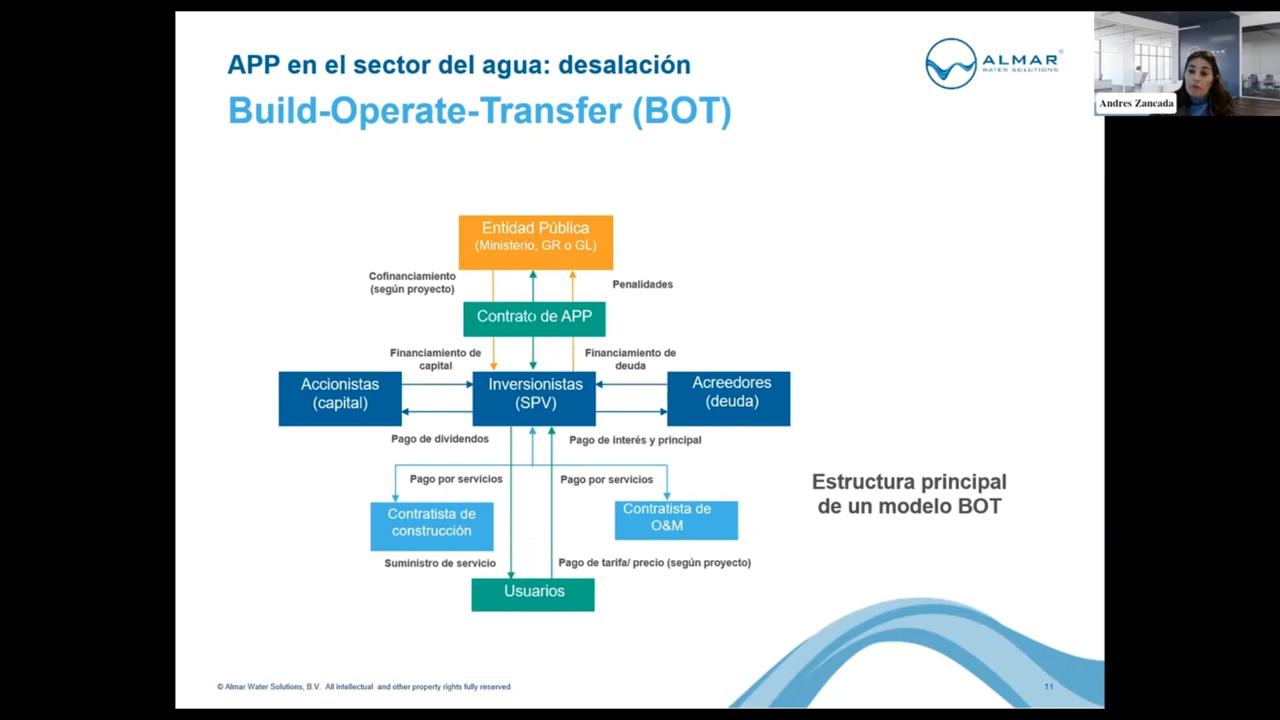 APP en el sector del agua: desalación
Build-Operate-Transfer (BOT)
ALMAR
WATER SOLUTIONS
ALMAR
Andres Zancada
Entidad Pública
(Ministerio, GR o GL)
Cofinanciamiento
(según proyecto)
Penalidades
Contrato de APP
Financiamiento de
capital
Financiamiento de
deuda
Accionistas
(capital)
Inversionistas
(SPV)
Acreedores
(deuda)
Pago de dividendos
Pago de interés y principal
Pago por servicios
Pago por servicios
Contratista de
construcción
Contratista de
O&M
Estructura principal
de un modelo BOT
Suministro de servicio
Pago de tarifa/ precio (según proyecto)
Usuarios
© Almar Water Solutions, B.V. All intellectual and other property rights fully reserved.
11